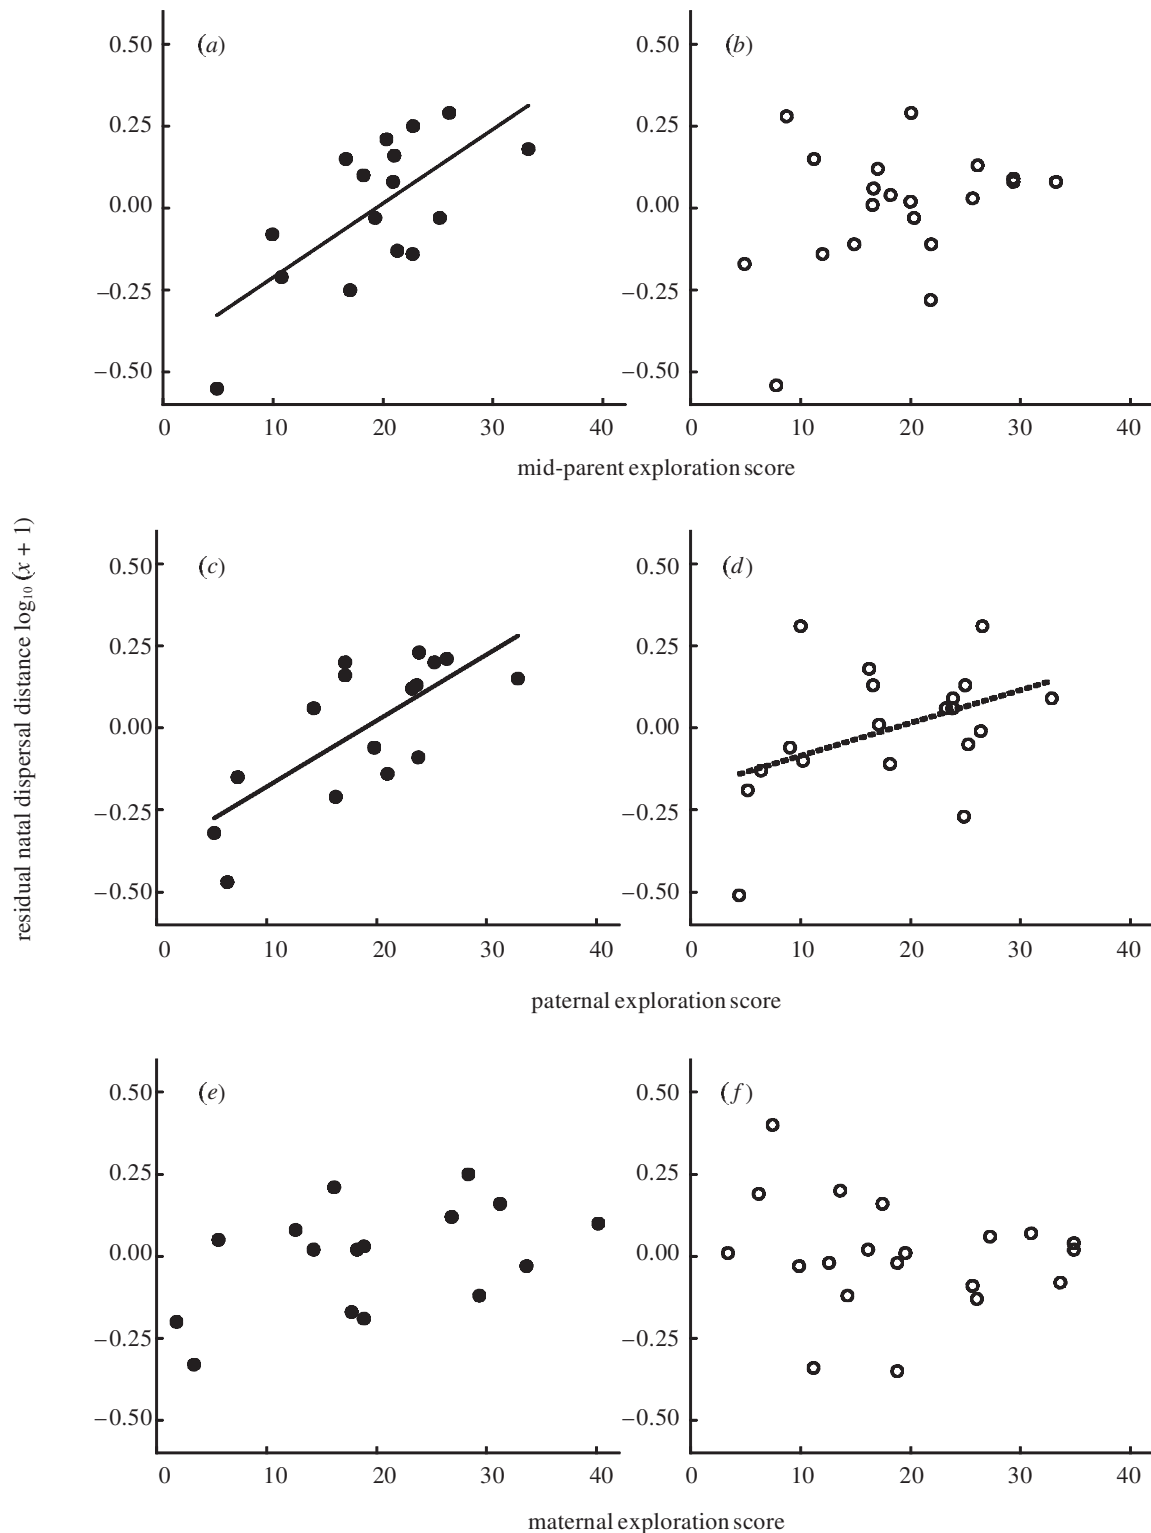 (a)
(b)
0.50
0.25
0.00
–0.25
–0.50
0.50
0.25
0.00
–0.25
–0.50
0 10 20 30 40
0 10 20 30 40
mid-parent exploration score
residual natal dispersal distance log₁₀ (x + 1)
(c)
(d)
0.50
0.25
0.00
–0.25
–0.50
0.50
0.25
0.00
–0.25
–0.50
0 10 20 30 40
0 10 20 30 40
paternal exploration score
(e)
(f)
0.50
0.25
0.00
–0.25
–0.50
0.50
0.25
0.00
–0.25
–0.50
0 10 20 30 40
0 10 20 30 40
maternal exploration score